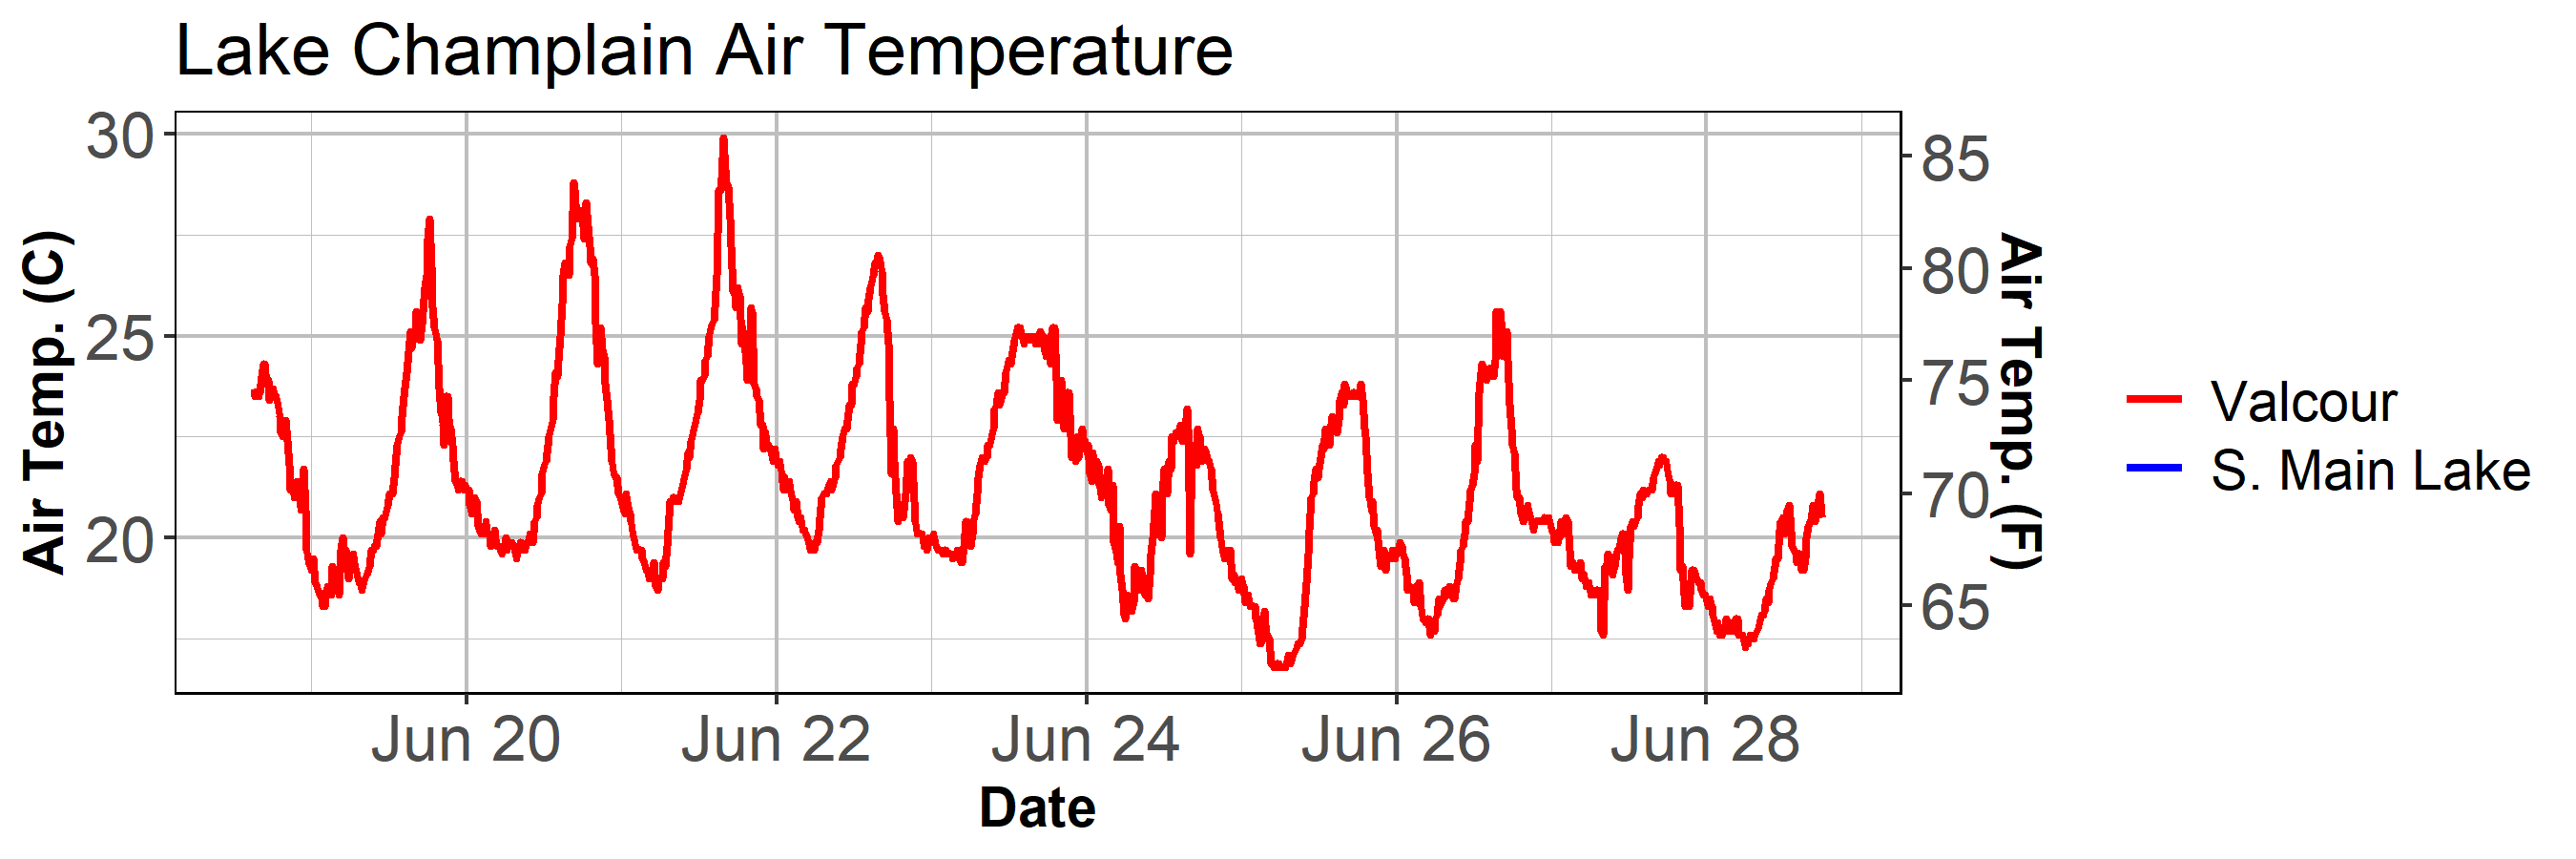 Lake Champlain Air Temperature
30
25
20
Air Temp. (C)
85
80
75
70
65
Air Temp. (F)
Jun 20
Jun 22
Jun 24
Jun 26
Jun 28
Date
Valcour
S. Main Lake